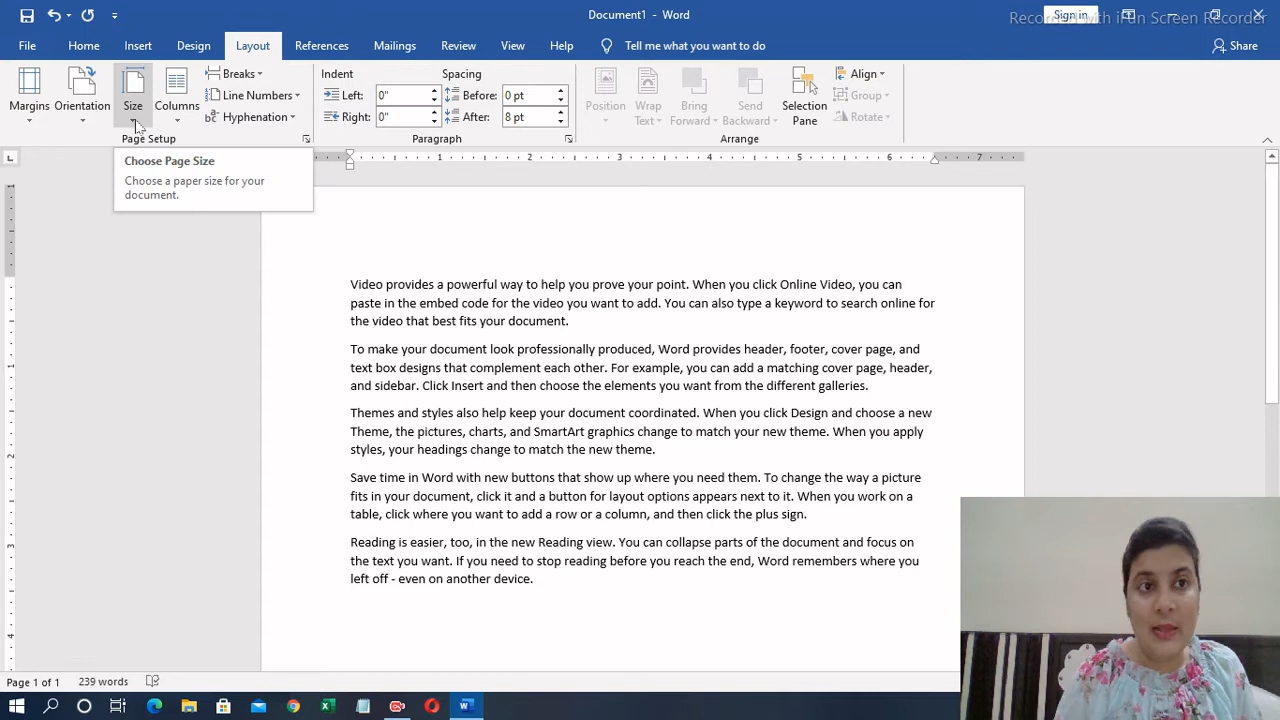 Document1 - Word
Sign in
Recorded with iFun Screen Recorder
File Home Insert Design Layout References Mailings Review View Help Tell me what you want to do Share
Margins Orientation Size Columns
Breaks
Line Numbers
Hyphenation
Page Setup
Indent Spacing
Left: 0" Before: 0 pt
Right: 0" After: 8 pt
Paragraph
Position Wrap Text Bring Forward Send Backward Selection Pane
Align
Group
Rotate
Arrange
Choose Page Size
Choose a paper size for your
document.
1 2 3 4 5 6 7
Video provides a powerful way to help you prove your point. When you click Online Video, you can
paste in the embed code for the video you want to add. You can also type a keyword to search online for
the video that best fits your document.
To make your document look professionally produced, Word provides header, footer, cover page, and
text box designs that complement each other. For example, you can add a matching cover page, header,
and sidebar. Click Insert and then choose the elements you want from the different galleries.
Themes and styles also help keep your document coordinated. When you click Design and choose a new
Theme, the pictures, charts, and SmartArt graphics change to match your new theme. When you apply
styles, your headings change to match the new theme.
Save time in Word with new buttons that show up where you need them. To change the way a picture
fits in your document, click it and a button for layout options appears next to it. When you work on a
table, click where you want to add a row or a column, and then click the plus sign.
Reading is easier, too, in the new Reading view. You can collapse parts of the document and focus on
the text you want. If you need to stop reading before you reach the end, Word remembers where you
left off - even on another device.
Page 1 of 1 239 words